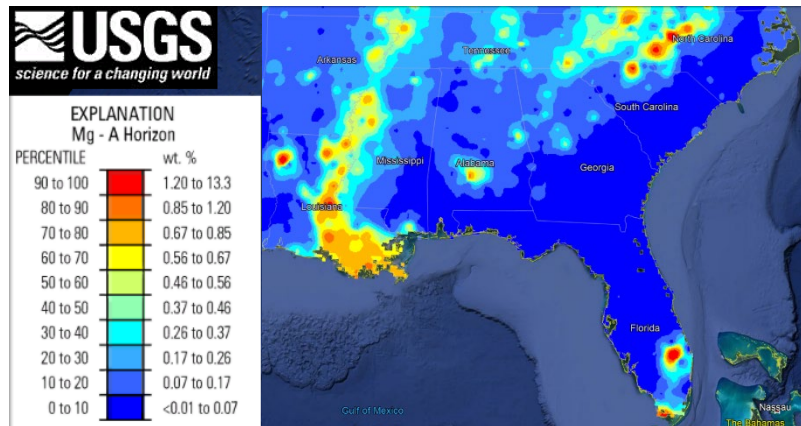 USGS
science for a changing world
EXPLANATION
Mg - A Horizon
PERCENTILE wt. %
90 to 100 1.20 to 13.3
80 to 90 0.85 to 1.20
70 to 80 0.67 to 0.85
60 to 70 0.56 to 0.67
50 to 60 0.46 to 0.56
40 to 50 0.37 to 0.46
30 to 40 0.26 to 0.37
20 to 30 0.17 to 0.26
10 to 20 0.07 to 0.17
0 to 10 <0.01 to 0.07
North Carolina
Tennessee
Arkansas
South Carolina
Mississippi
Alabama
Georgia
Louisiana
Florida
Gulf of Mexico
Nassau
The Bahamas